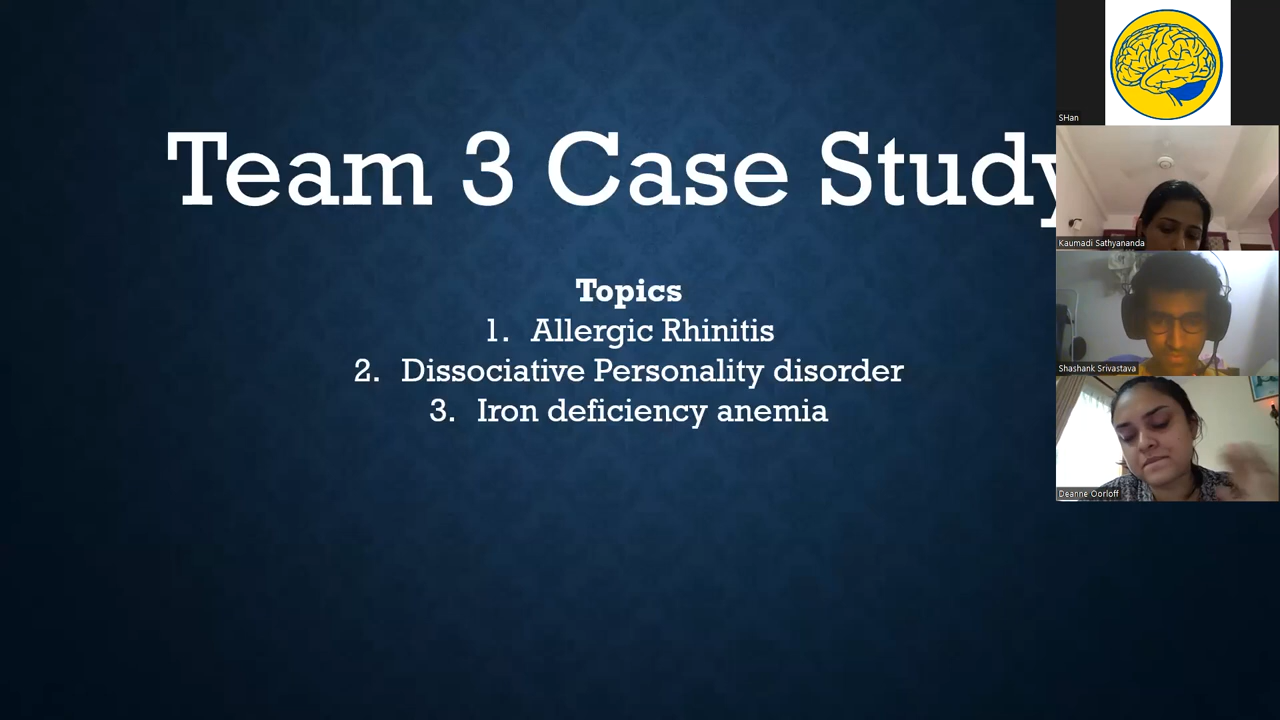 Team 3 Case Study
Topics
1. Allergic Rhinitis
2. Dissociative Personality disorder
3. Iron deficiency anemia
SHan
Kaumadi Sathyananda
Shashank Srivastava
Deanne Oorloff